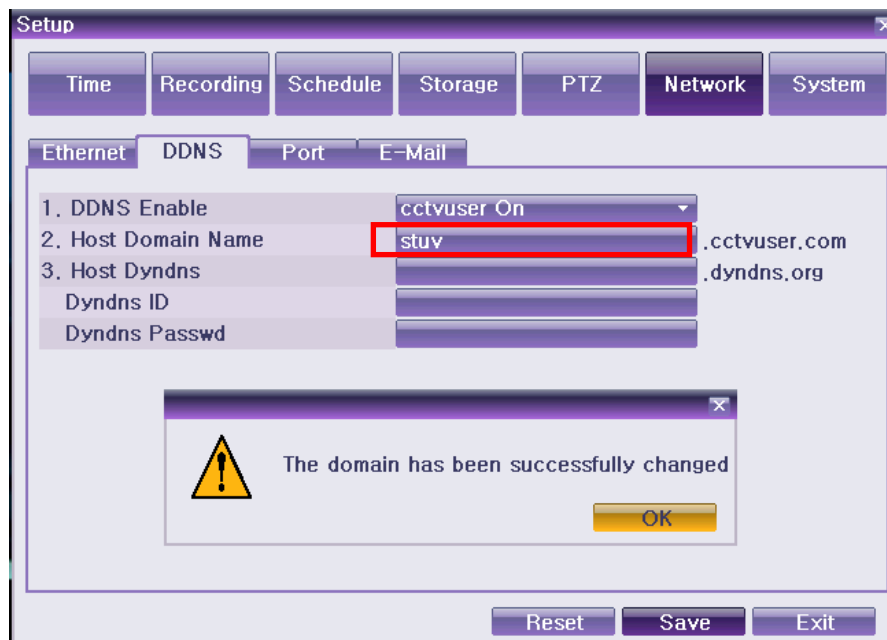 Setup
Time Recording Schedule Storage PTZ Network System
Ethernet DDNS Port E-Mail
1. DDNS Enable cctvuser On
2. Host Domain Name stuv .cctvuser.com
3. Host Dyndns .dyndns.org
Dyndns ID
Dyndns Passwd
The domain has been successfully changed
OK
Reset Save Exit